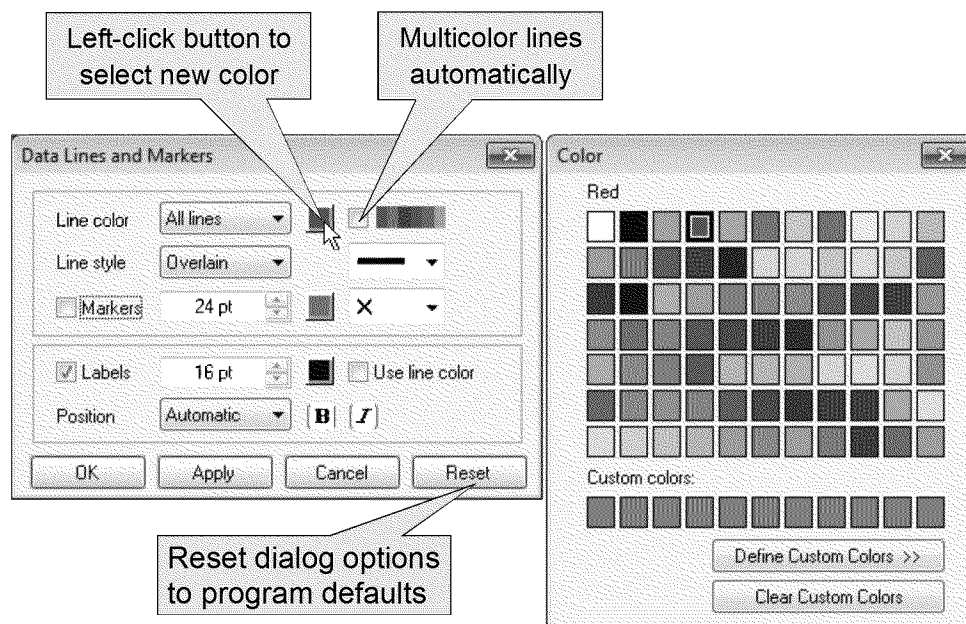 Left-click button to
select new color
Multicolor lines
automatically
Data Lines and Markers
Line color All lines
Line style Overlain
Markers 24 pt
Labels 16 pt Use line color
Position Automatic B I
OK Apply Cancel Reset
Reset dialog options
to program defaults
Color
Red
Custom colors:
Define Custom Colors >>
Clear Custom Colors